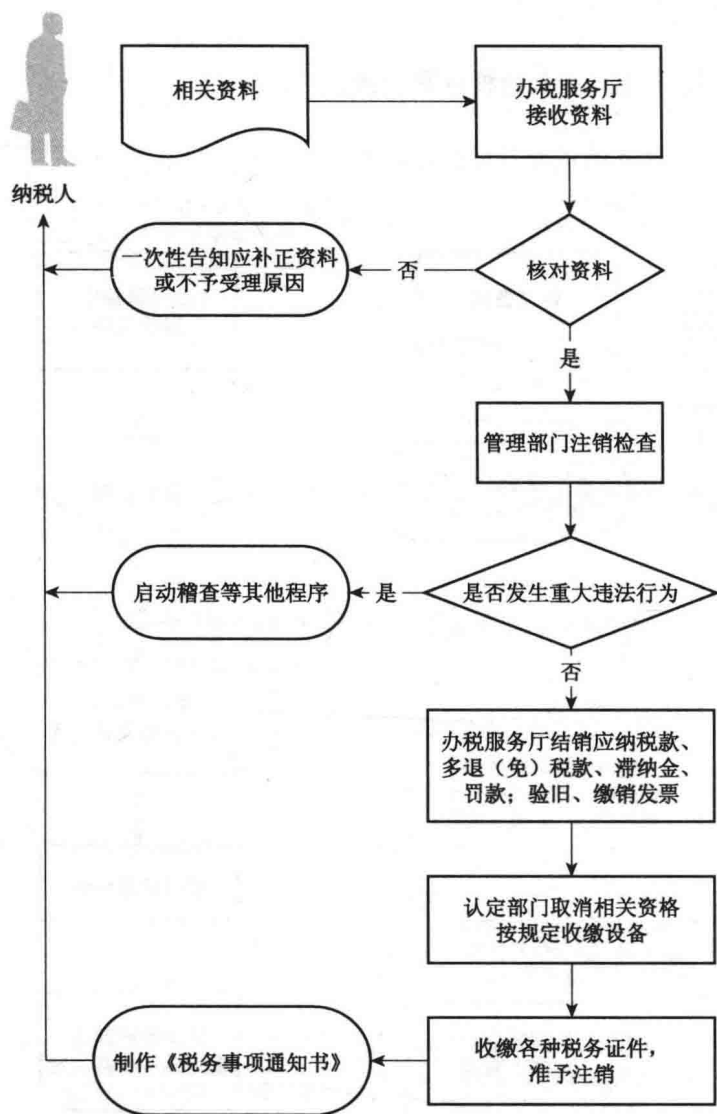 相关资料
办税服务厅
接收资料
纳税人
一次性告知应补正资料
或不予受理原因
否
核对资料
是
管理部门注销检查
启动稽查等其他程序
是
是否发生重大违法行为
否
办税服务厅结销应纳税款、
多退（免）税款、滞纳金、
罚款；验旧、缴销发票
认定部门取消相关资格
按规定收缴设备
制作《税务事项通知书》
收缴各种税务证件，
准予注销